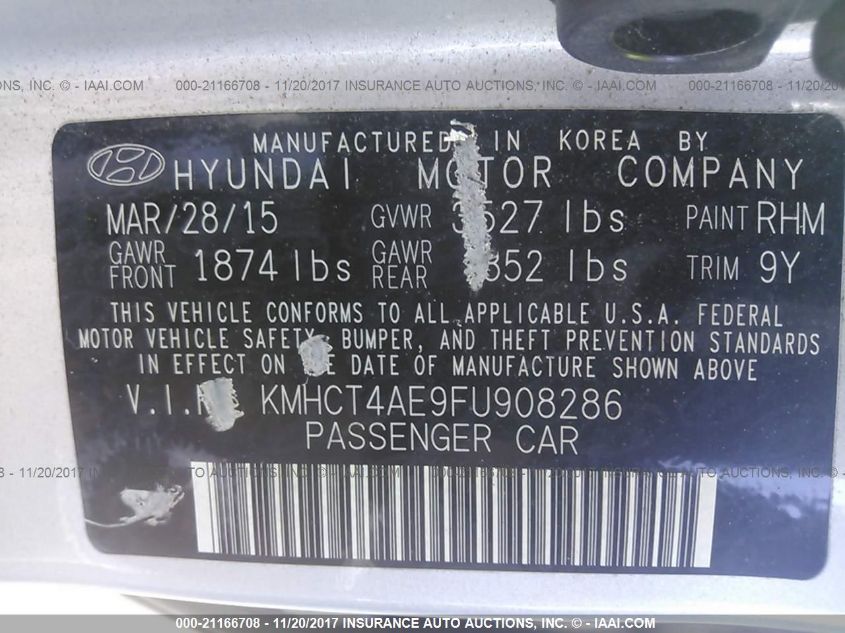 INSURANCE AUTO AUCTIONS, INC. © - IAAI.COM 000-21166708 - 11/20/2017 INSURANCE AUTO AUCTIONS, INC. © - IAAI.COM 000-21166708 - 11/20/2017
MANUFACTURED IN KOREA BY
HYUNDAI MOTOR COMPANY
MAR/28/15 GVWR lbs PAINT RHM
GAWR FRONT 1874 lbs GAWR REAR lbs TRIM 9Y
THIS VEHICLE CONFORMS TO ALL APPLICABLE U.S.A. FEDERAL
MOTOR VEHICLE SAFETY, BUMPER, AND THEFT PREVENTION STANDARDS
IN EFFECT ON DATE OF MANUFACTURE SHOWN ABOVE
KMHCT4AE9FU908286
PASSENGER CAR
000-21166708 - 11/20/2017 INSURANCE AUTO AUCTIONS, INC. © - IAAI.COM